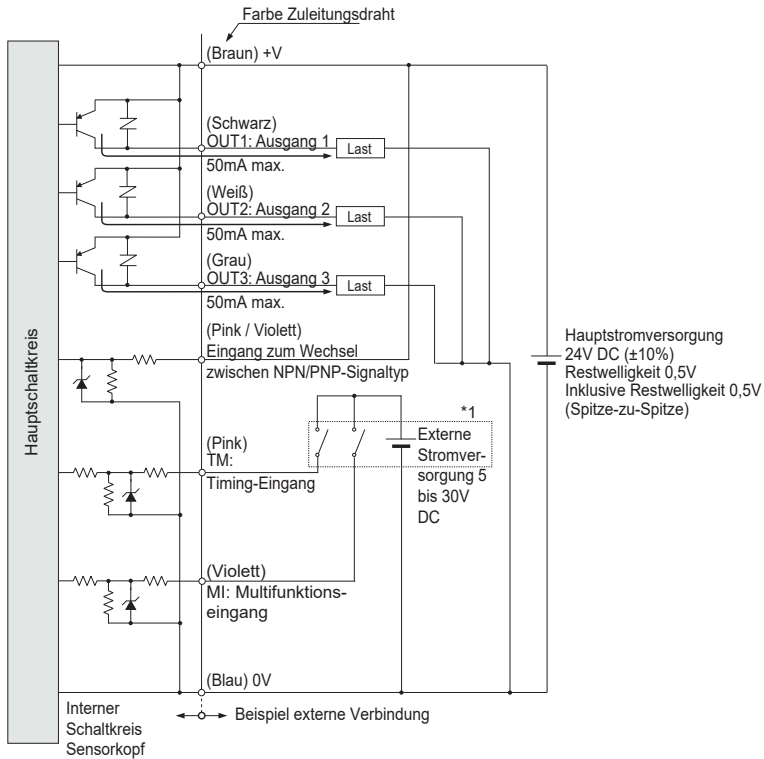 Farbe Zuleitungsdraht
(Braun) +V
(Schwarz)
OUT1: Ausgang 1
Last
50mA max.
(Weiß)
OUT2: Ausgang 2
Last
50mA max.
(Grau)
OUT3: Ausgang 3
Last
50mA max.
(Pink / Violett)
Eingang zum Wechsel
zwischen NPN/PNP-Signaltyp
Hauptstromversorgung
24V DC (±10%)
Restwelligkeit 0,5V
Inklusive Restwelligkeit 0,5V
(Spitze-zu-Spitze)
Hauptschaltkreis
*1
Externe
Stromver-
sorgung 5
bis 30V
DC
(Pink)
TM:
Timing-Eingang
(Violett)
MI: Multifunktions-
eingang
(Blau) 0V
Interner
Schaltkreis
Sensorkopf
Beispiel externe Verbindung